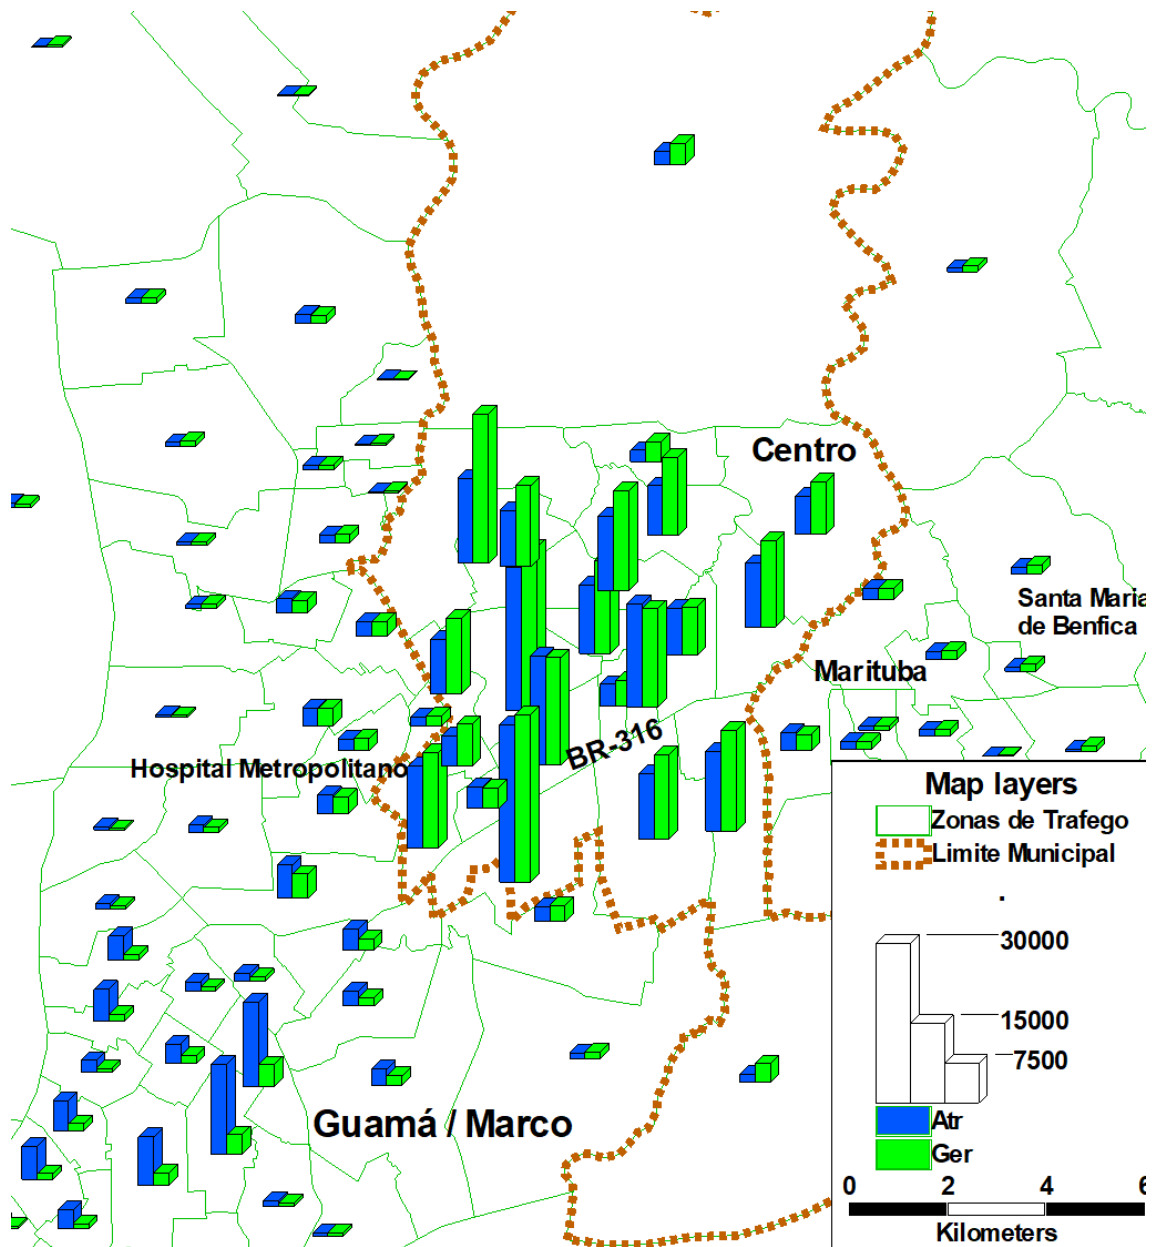 Centro
Santa Maria
de Benfica
Marituba
BR-316
Hospital Metropolitano
Guamá / Marco
Map layers
Zonas de Trafego
Limite Municipal
.
30000
15000
7500
Atr
Ger
0 2 4 6
Kilometers